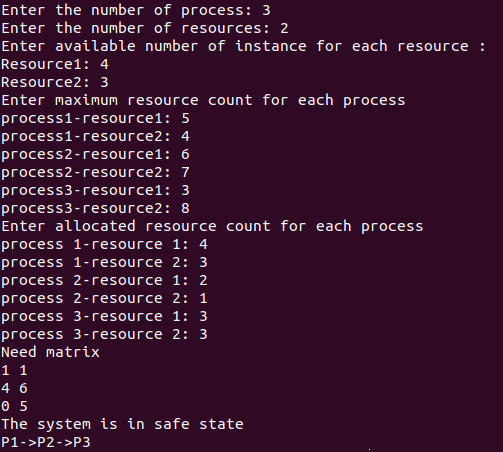 Enter the number of process: 3
Enter the number of resources: 2
Enter available number of instance for each resource :
Resource1: 4
Resource2: 3
Enter maximum resource count for each process
process1-resource1: 5
process1-resource2: 4
process2-resource1: 6
process2-resource2: 7
process3-resource1: 3
process3-resource2: 8
Enter allocated resource count for each process
process 1-resource 1: 4
process 1-resource 2: 3
process 2-resource 1: 2
process 2-resource 2: 1
process 3-resource 1: 3
process 3-resource 2: 3
Need matrix
1 1
4 6
0 5
The system is in safe state
P1->P2->P3